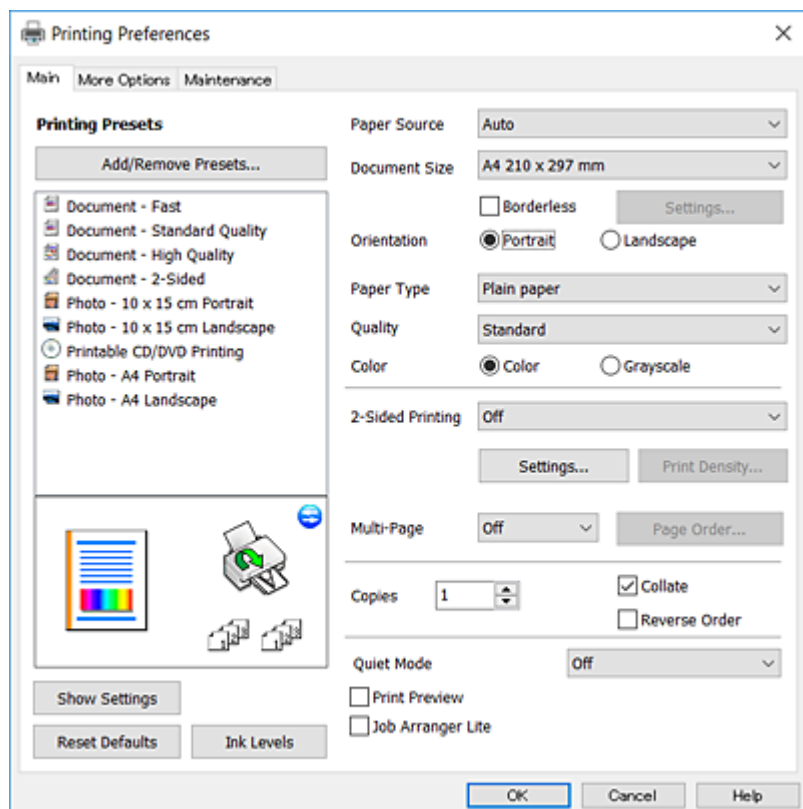 Printing Preferences
Main More Options Maintenance
Printing Presets
Add/Remove Presets...
Document - Fast
Document - Standard Quality
Document - High Quality
Document - 2-Sided
Photo - 10 x 15 cm Portrait
Photo - 10 x 15 cm Landscape
Printable CD/DVD Printing
Photo - A4 Portrait
Photo - A4 Landscape
Show Settings
Reset Defaults Ink Levels
Paper Source Auto
Document Size A4 210 x 297 mm
Borderless Settings...
Orientation Portrait Landscape
Paper Type Plain paper
Quality Standard
Color Color Grayscale
2-Sided Printing Off
Settings... Print Density...
Multi-Page Off Page Order...
Copies 1 Collate
Reverse Order
Quiet Mode Off
Print Preview
Job Arranger Lite
OK Cancel Help